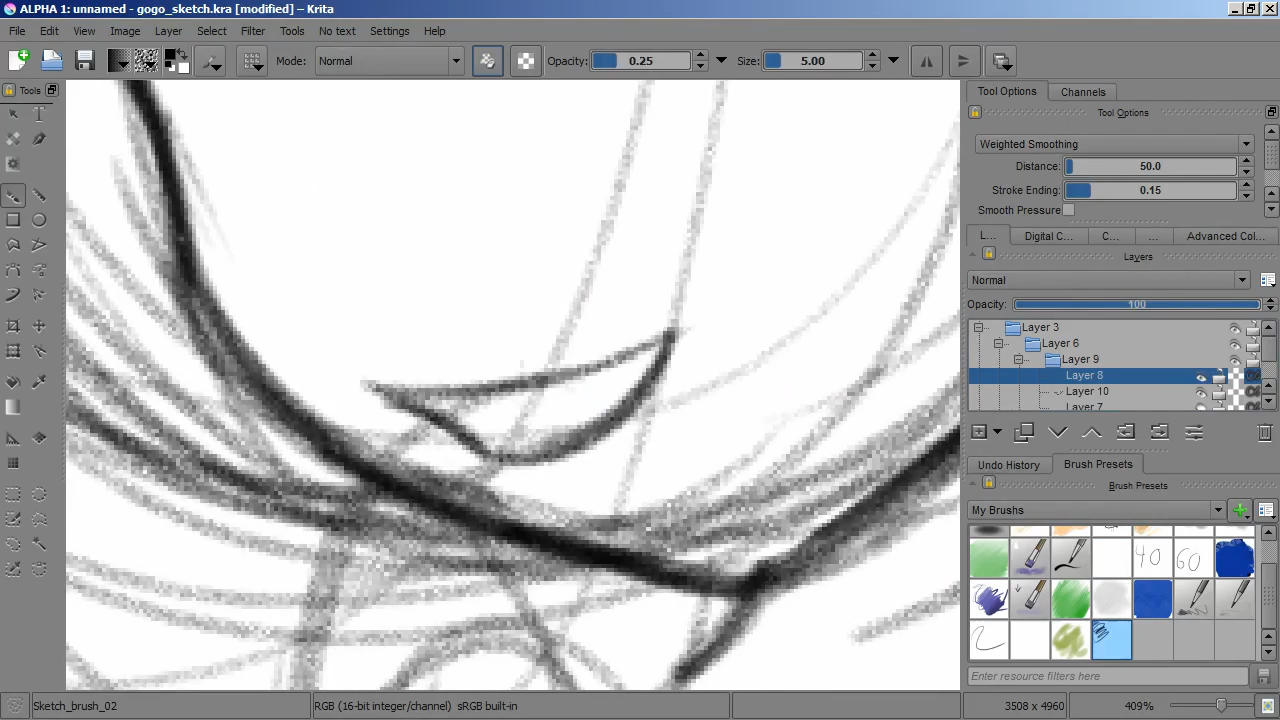 ALPHA 1: unnamed - gogo_sketch.kra [modified] – Krita
File Edit View Image Layer Select Filter Tools No text Settings Help
Mode: Normal Opacity: 0.25 Size: 5.00
Tools
Tool Options Channels
Tool Options
Weighted Smoothing
Distance: 50.0
Stroke Ending: 0.15
Smooth Pressure
L... Digital C... C... ... Advanced Col...
Layers
Normal
Opacity: 100
Layer 3
Layer 6
Layer 9
Layer 8
Layer 10
Layer 7
Undo History Brush Presets
Brush Presets
My Brushs
40 60
Enter resource filters here
Sketch_brush_02 RGB (16-bit integer/channel) sRGB built-in 3508 x 4960 409%